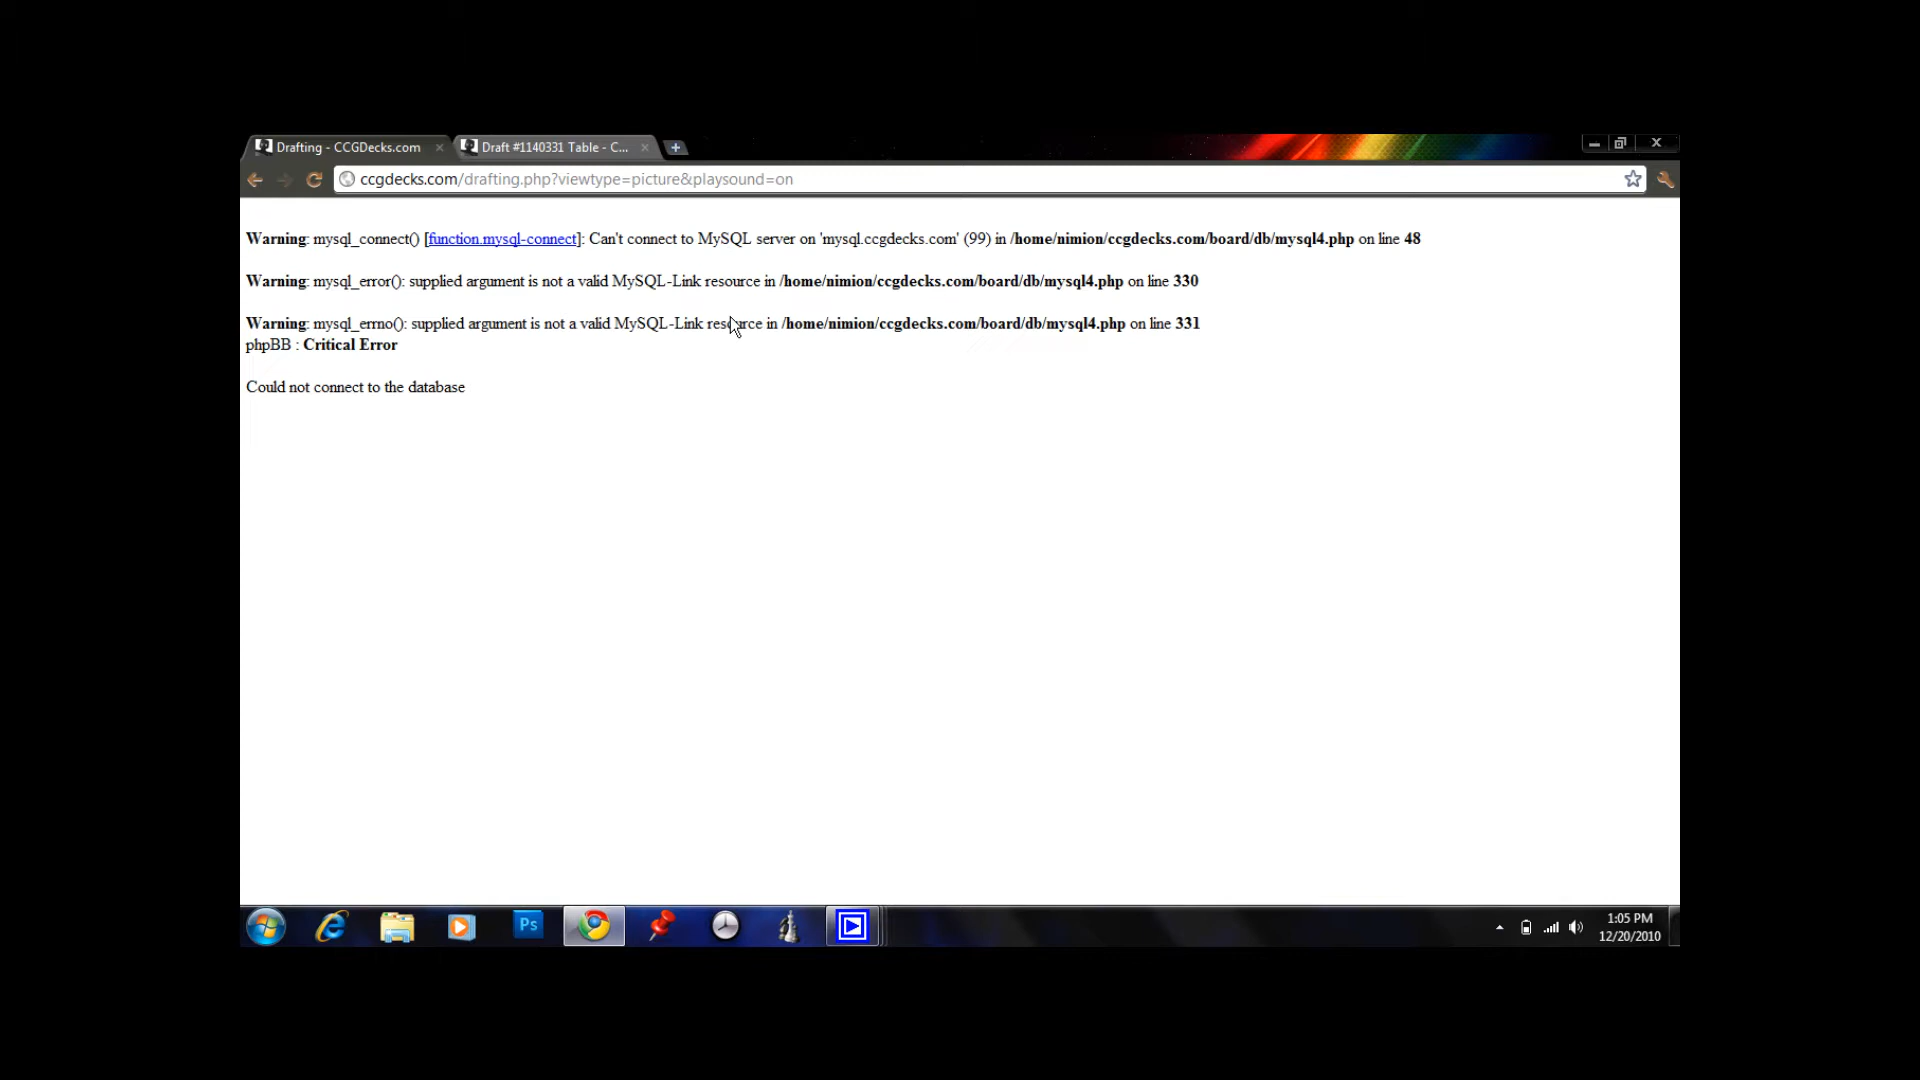 Drafting - CCGDecks.com
Draft #1140331 Table - C...
ccgdecks.com/drafting.php?viewtype=picture&playsound=on
Warning: mysql_connect() [function.mysql-connect]: Can't connect to MySQL server on 'mysql.ccgdecks.com' (99) in /home/nimion/ccgdecks.com/board/db/mysql4.php on line 48
Warning: mysql_error(): supplied argument is not a valid MySQL-Link resource in /home/nimion/ccgdecks.com/board/db/mysql4.php on line 330
Warning: mysql_errno(): supplied argument is not a valid MySQL-Link resource in /home/nimion/ccgdecks.com/board/db/mysql4.php on line 331
phpBB : Critical Error
Could not connect to the database
Ps
1:05 PM
12/20/2010